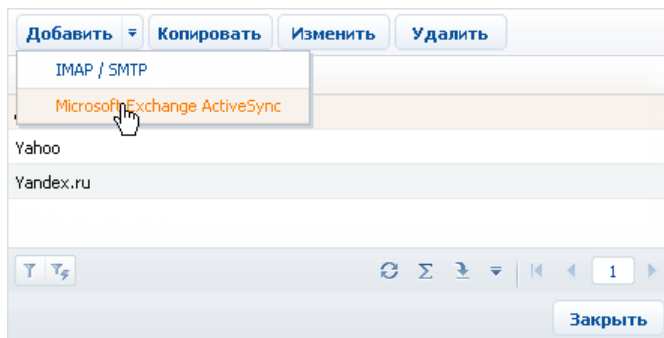 Добавить Копировать Изменить Удалить
IMAP / SMTP
Microsoft Exchange ActiveSync
Yahoo
Yandex.ru
1
Закрыть